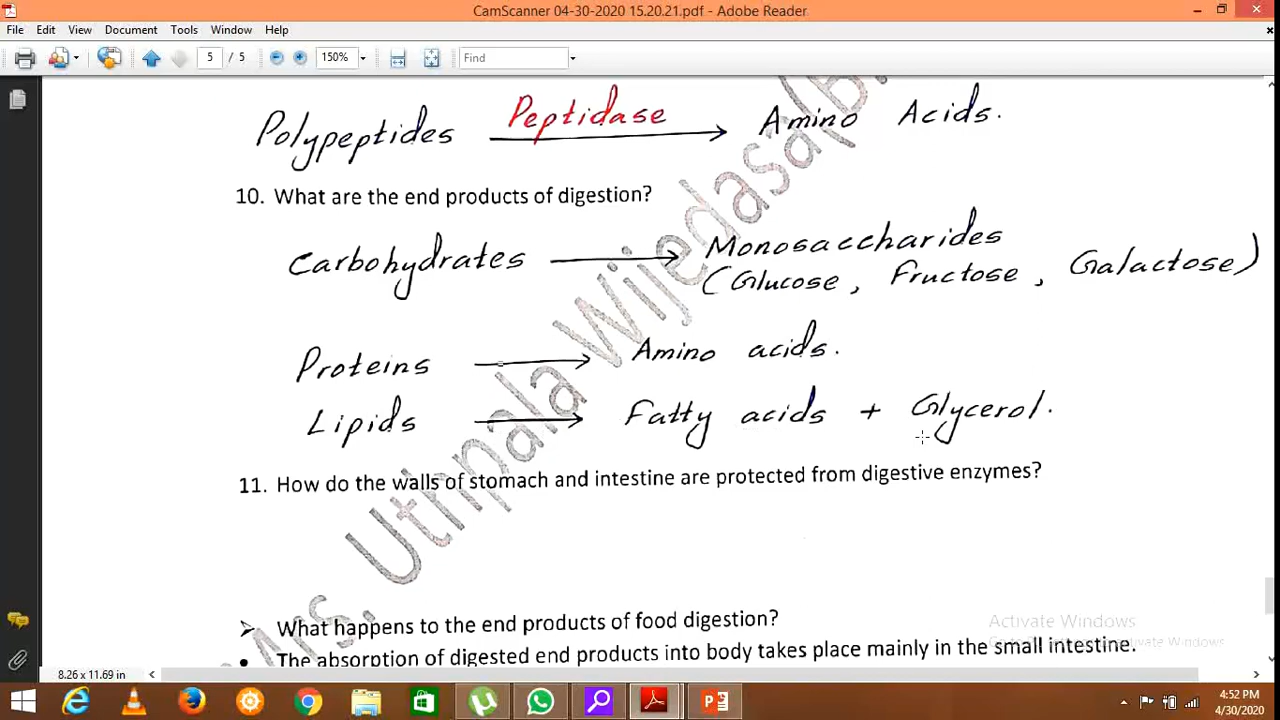 CamScanner 04-30-2020 15.20.21.pdf - Adobe Reader
File Edit View Document Tools Window Help
5 / 5 150% Find
Polypeptides Peptidase Amino Acids.
10. What are the end products of digestion?
Carbohydrates Monosaccharides
(Glucose, Fructose, Galactose)
Proteins Amino acids.
Lipids Fatty acids + Glycerol.
11. How do the walls of stomach and intestine are protected from digestive enzymes?
Mrs. Uthpala Wijedasa
Activate Windows
What happens to the end products of food digestion?
• The absorption of digested end products into body takes place mainly in the small intestine.
8.26 x 11.69 in
4:52 PM
4/30/2020